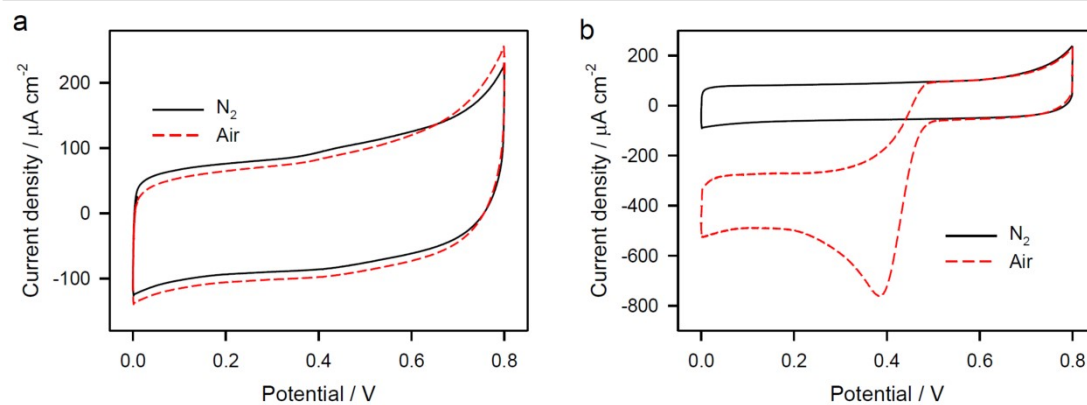 a
Current density / μA cm⁻²
200
100
0
-100
N₂
Air
0.0 0.2 0.4 0.6 0.8
Potential / V
b
Current density / μA cm⁻²
200
0
-200
-400
-600
-800
N₂
Air
0.0 0.2 0.4 0.6 0.8
Potential / V